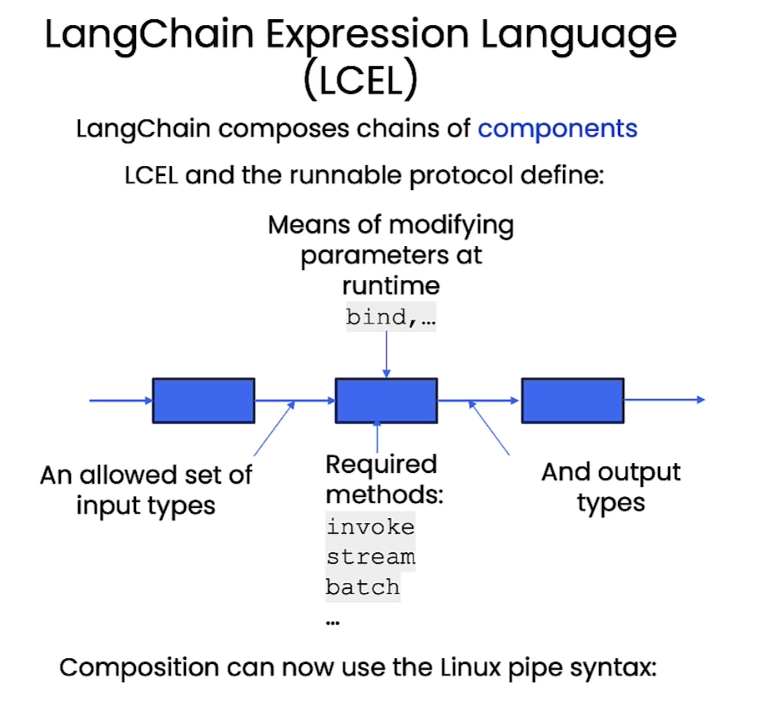 LangChain Expression Language
(LCEL)
LangChain composes chains of components
LCEL and the runnable protocol define:
Means of modifying
parameters at
runtime
bind,…
An allowed set of
input types
Required
methods:
invoke
stream
batch
…
And output
types
Composition can now use the Linux pipe syntax: